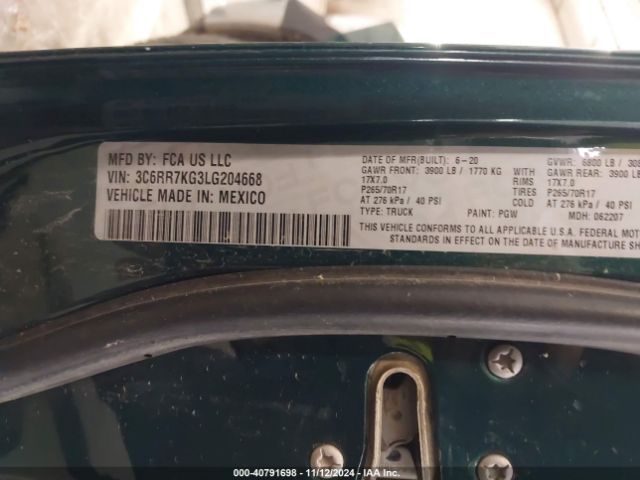 MFD BY: FCA US LLC
VIN: 3C6RR7KG3LG204668
VEHICLE MADE IN: MEXICO
DATE OF MFR(BUILT): 6-20
GAWR FRONT: 3900 LB / 1770 KG WITH
17X7.0 RIMS
P265/70R17 TIRES
AT 276 kPa / 40 PSI COLD
TYPE: TRUCK PAINT: PGW
GVWR: 6800 LB /
GAWR REAR: 3900 LB
17X7.0
P265/70R17
AT 276 kPa / 40 PSI
MDH: 062207
THIS VEHICLE CONFORMS TO ALL APPLICABLE U.S.A. FEDERAL
STANDARDS IN EFFECT ON THE DATE OF MANUFACTURE
000-40791698 - 11/12/2024 - IAA Inc.